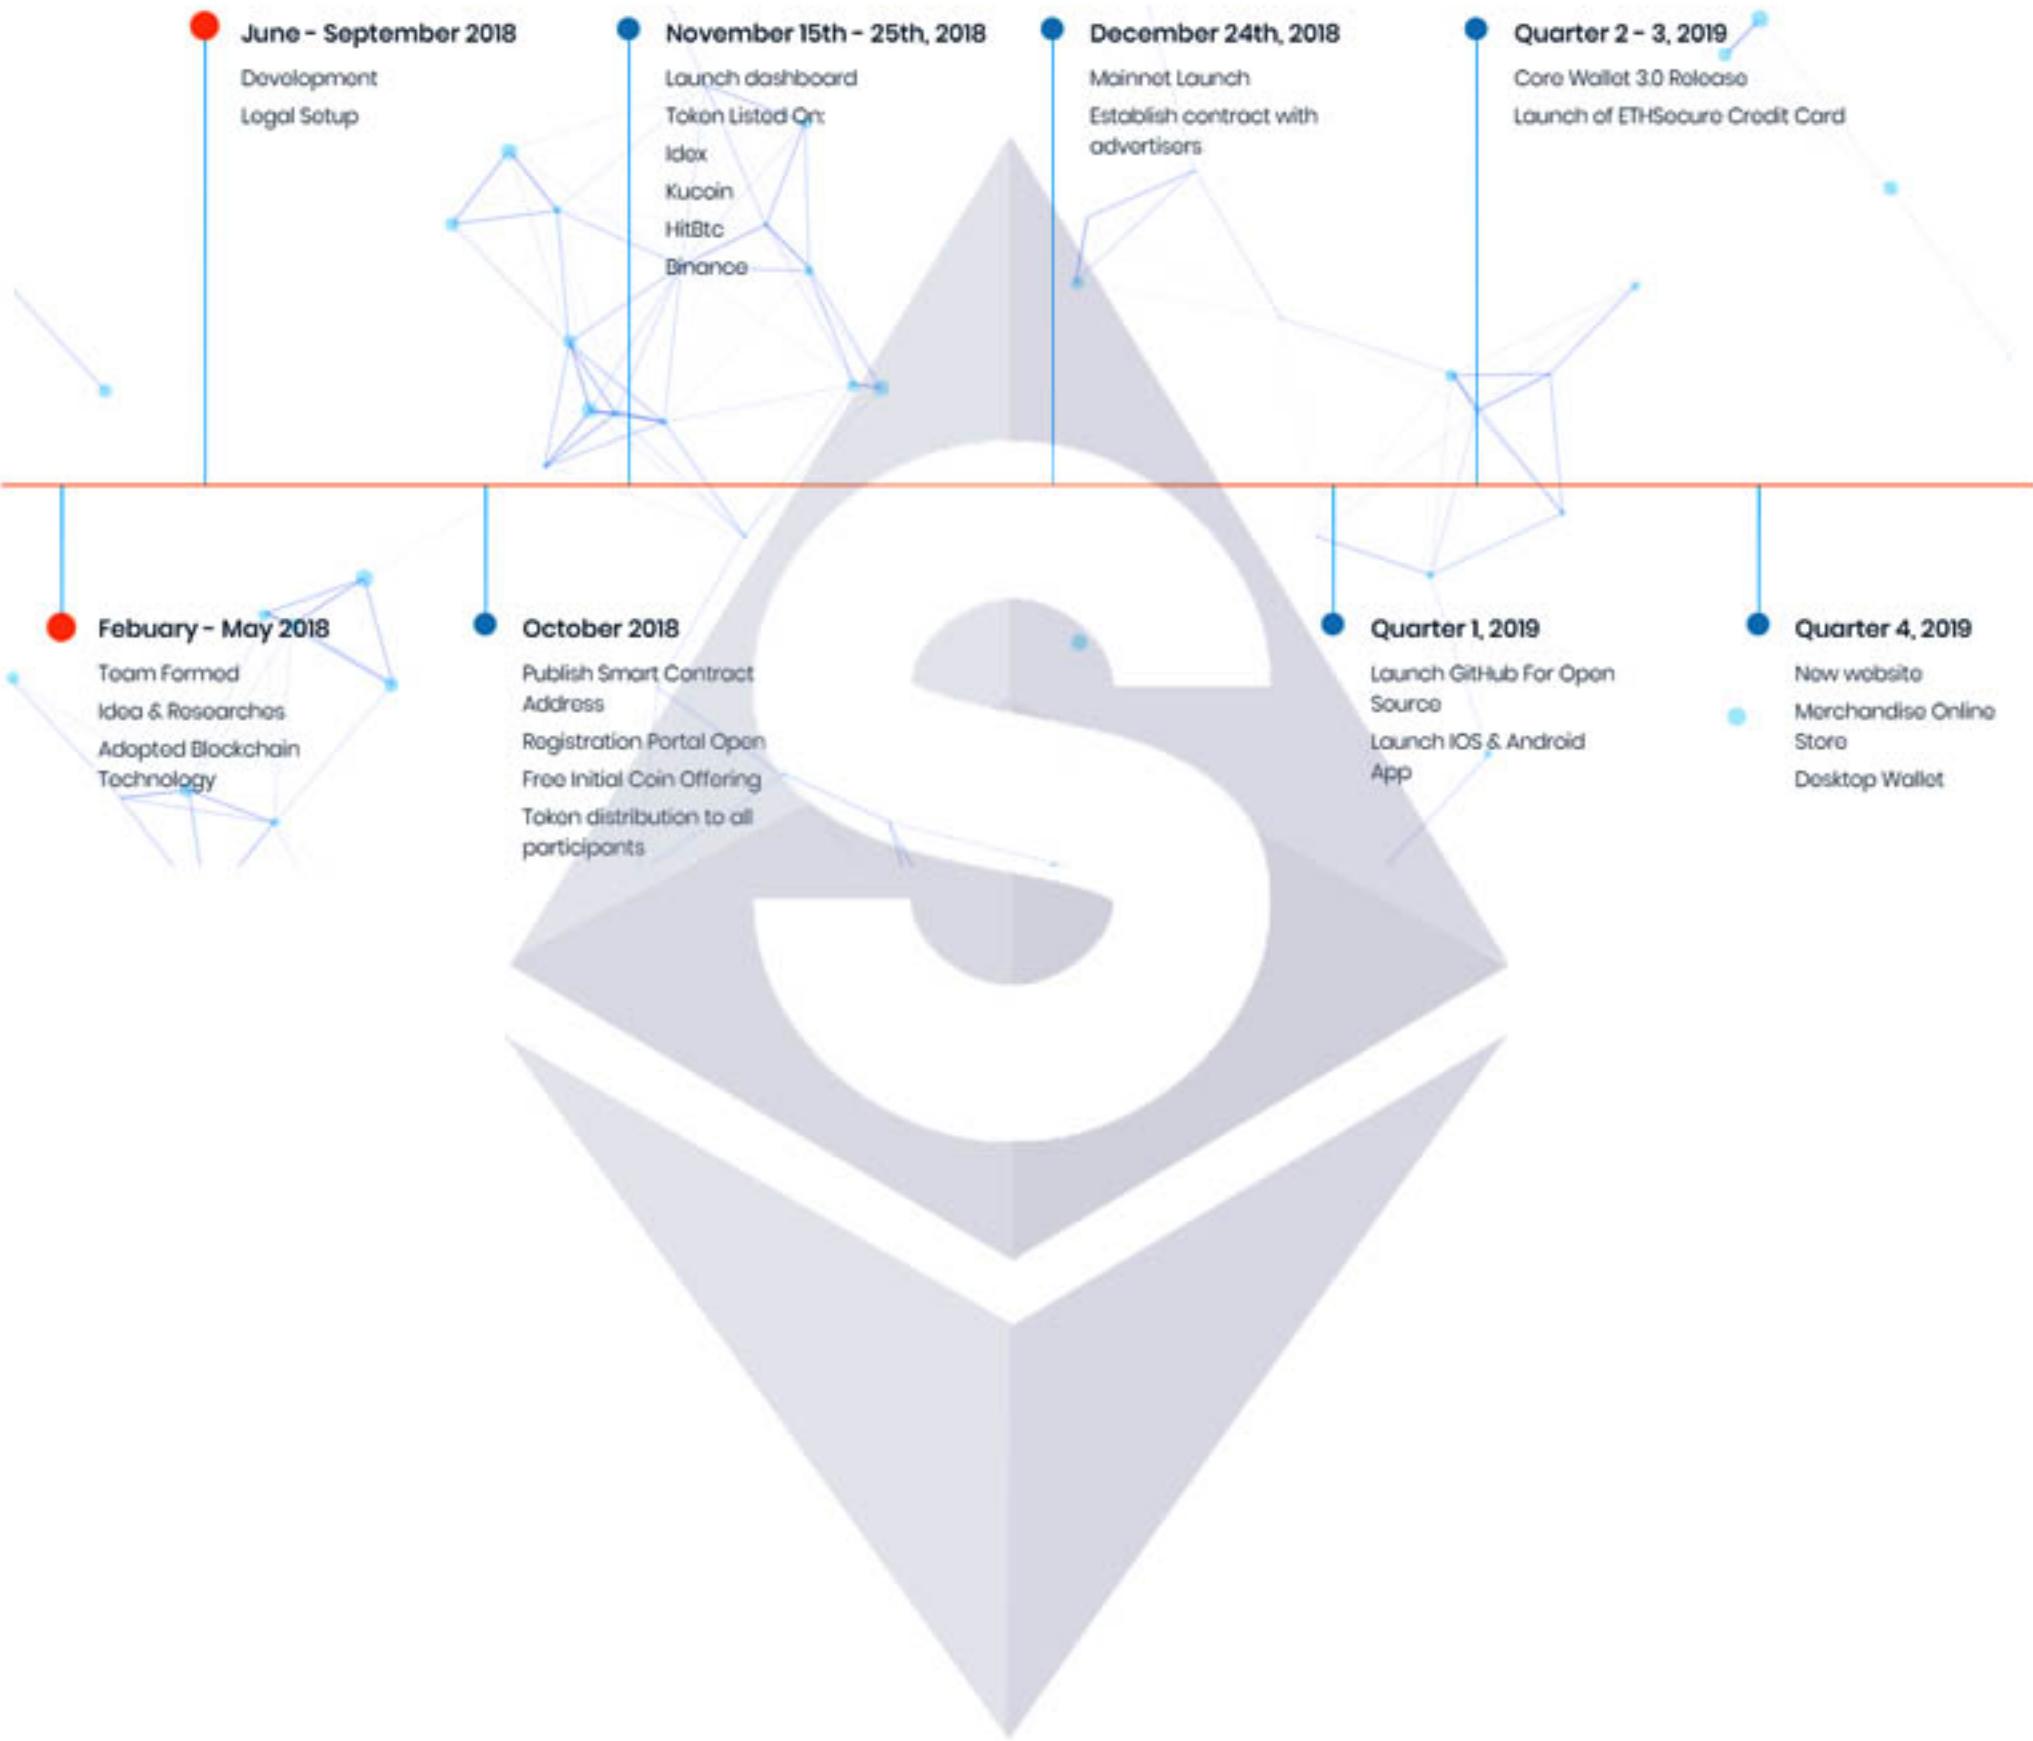 June - September 2018
Development
Legal Setup
November 15th - 25th, 2018
Launch dashboard
Token Listed On:
Idex
Kucoin
HitBtc
Binance
December 24th, 2018
Mainnet Launch
Establish contract with
advertisers
Quarter 2 - 3, 2019
Core Wallet 3.0 Release
Launch of ETHSecure Credit Card
Febuary - May 2018
Team Formed
Idea & Researches
Adopted Blockchain
Technology
October 2018
Publish Smart Contract
Address
Registration Portal Open
Free Initial Coin Offering
Token distribution to all
participants
Quarter 1, 2019
Launch GitHub For Open
Source
Launch IOS & Android
App
Quarter 4, 2019
New website
Merchandise Online
Store
Desktop Wallet
S